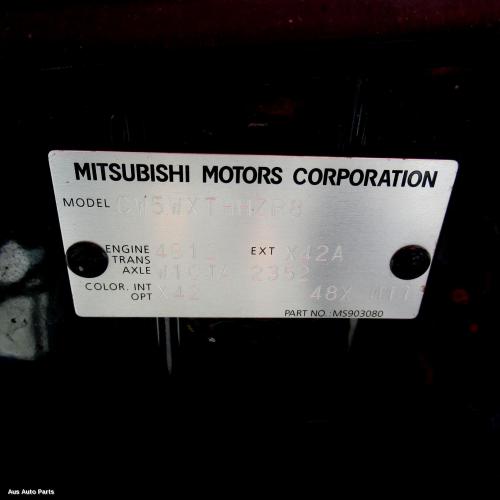 MITSUBISHI MOTORS CORPORATION
MODEL CW5WXTHHZR8
ENGINE 4B12 EXT X42A
TRANS
AXLE W1CJA 2352
COLOR, INT X42 48X
OPT
PART NO.: MS903080
Aus Auto Parts